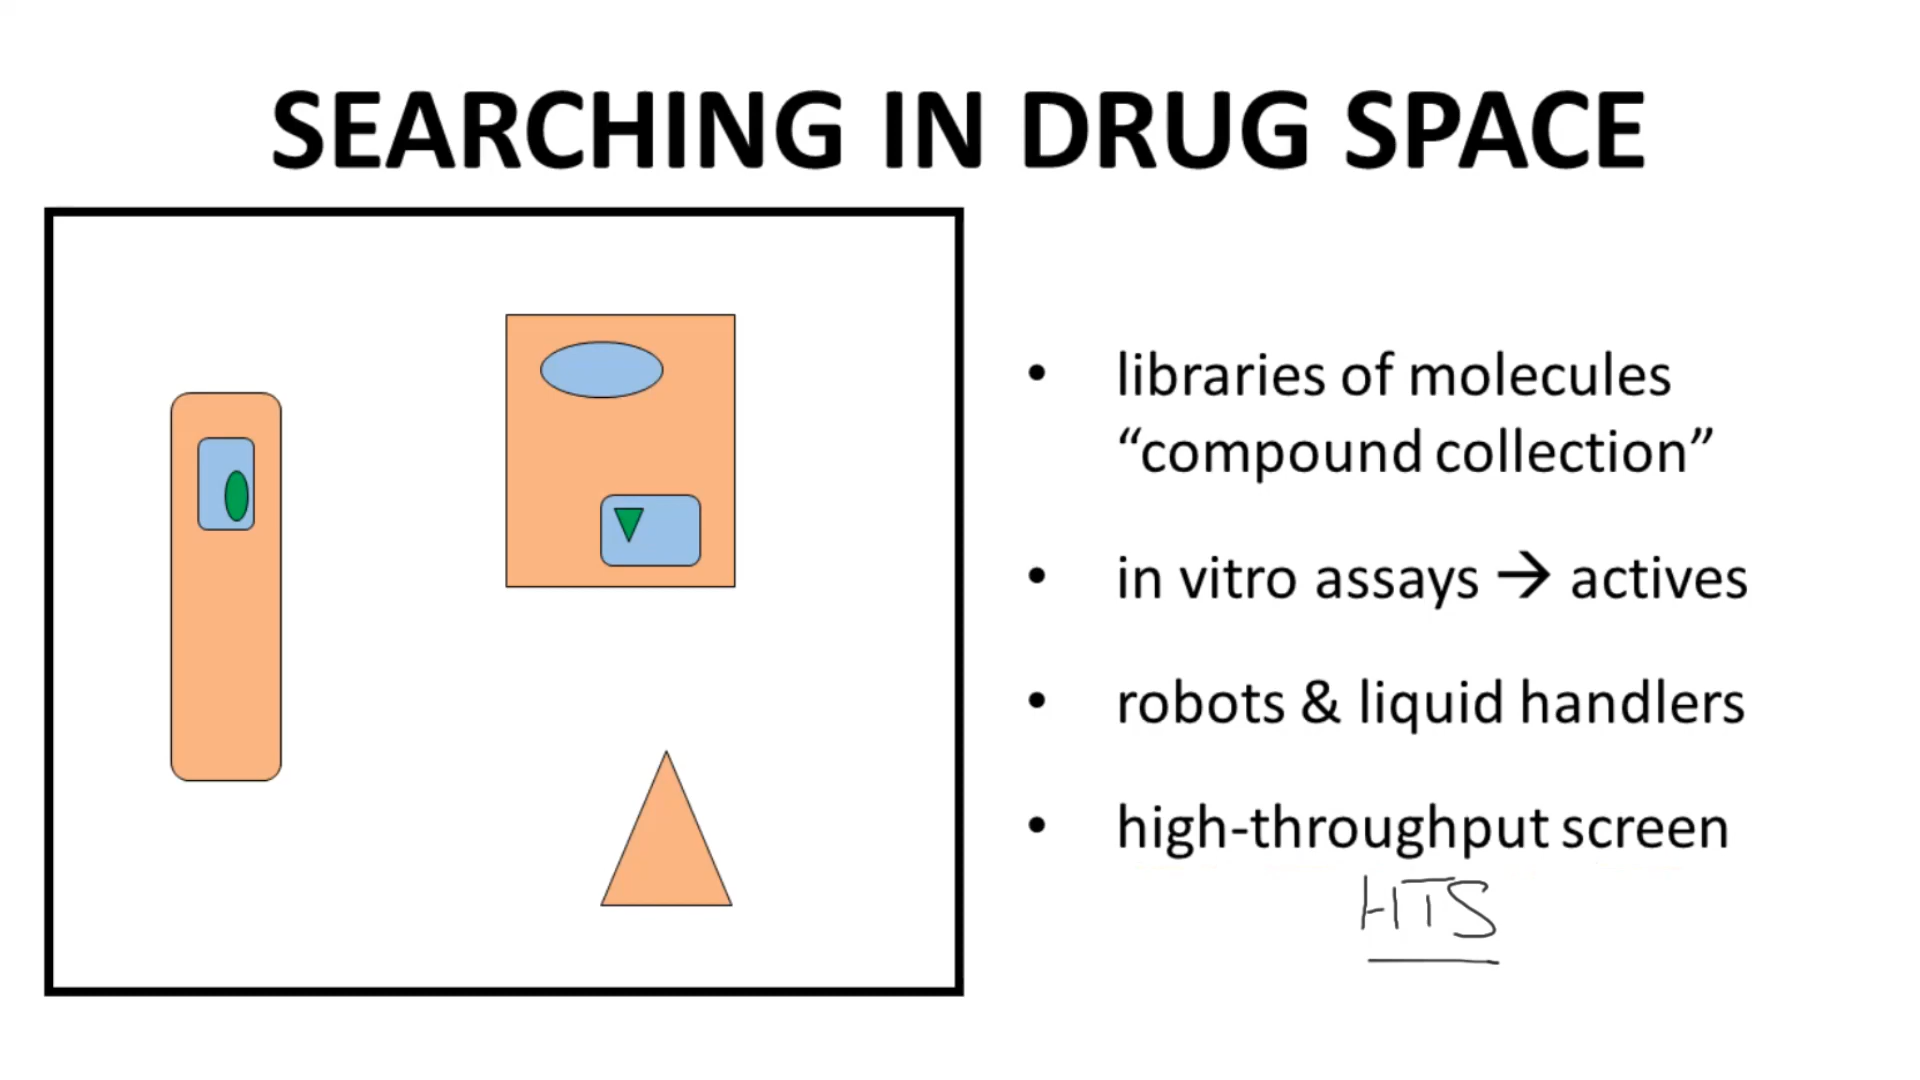 SEARCHING IN DRUG SPACE
• libraries of molecules
“compound collection”
• in vitro assays → actives
• robots & liquid handlers
• high-throughput screen
HTS